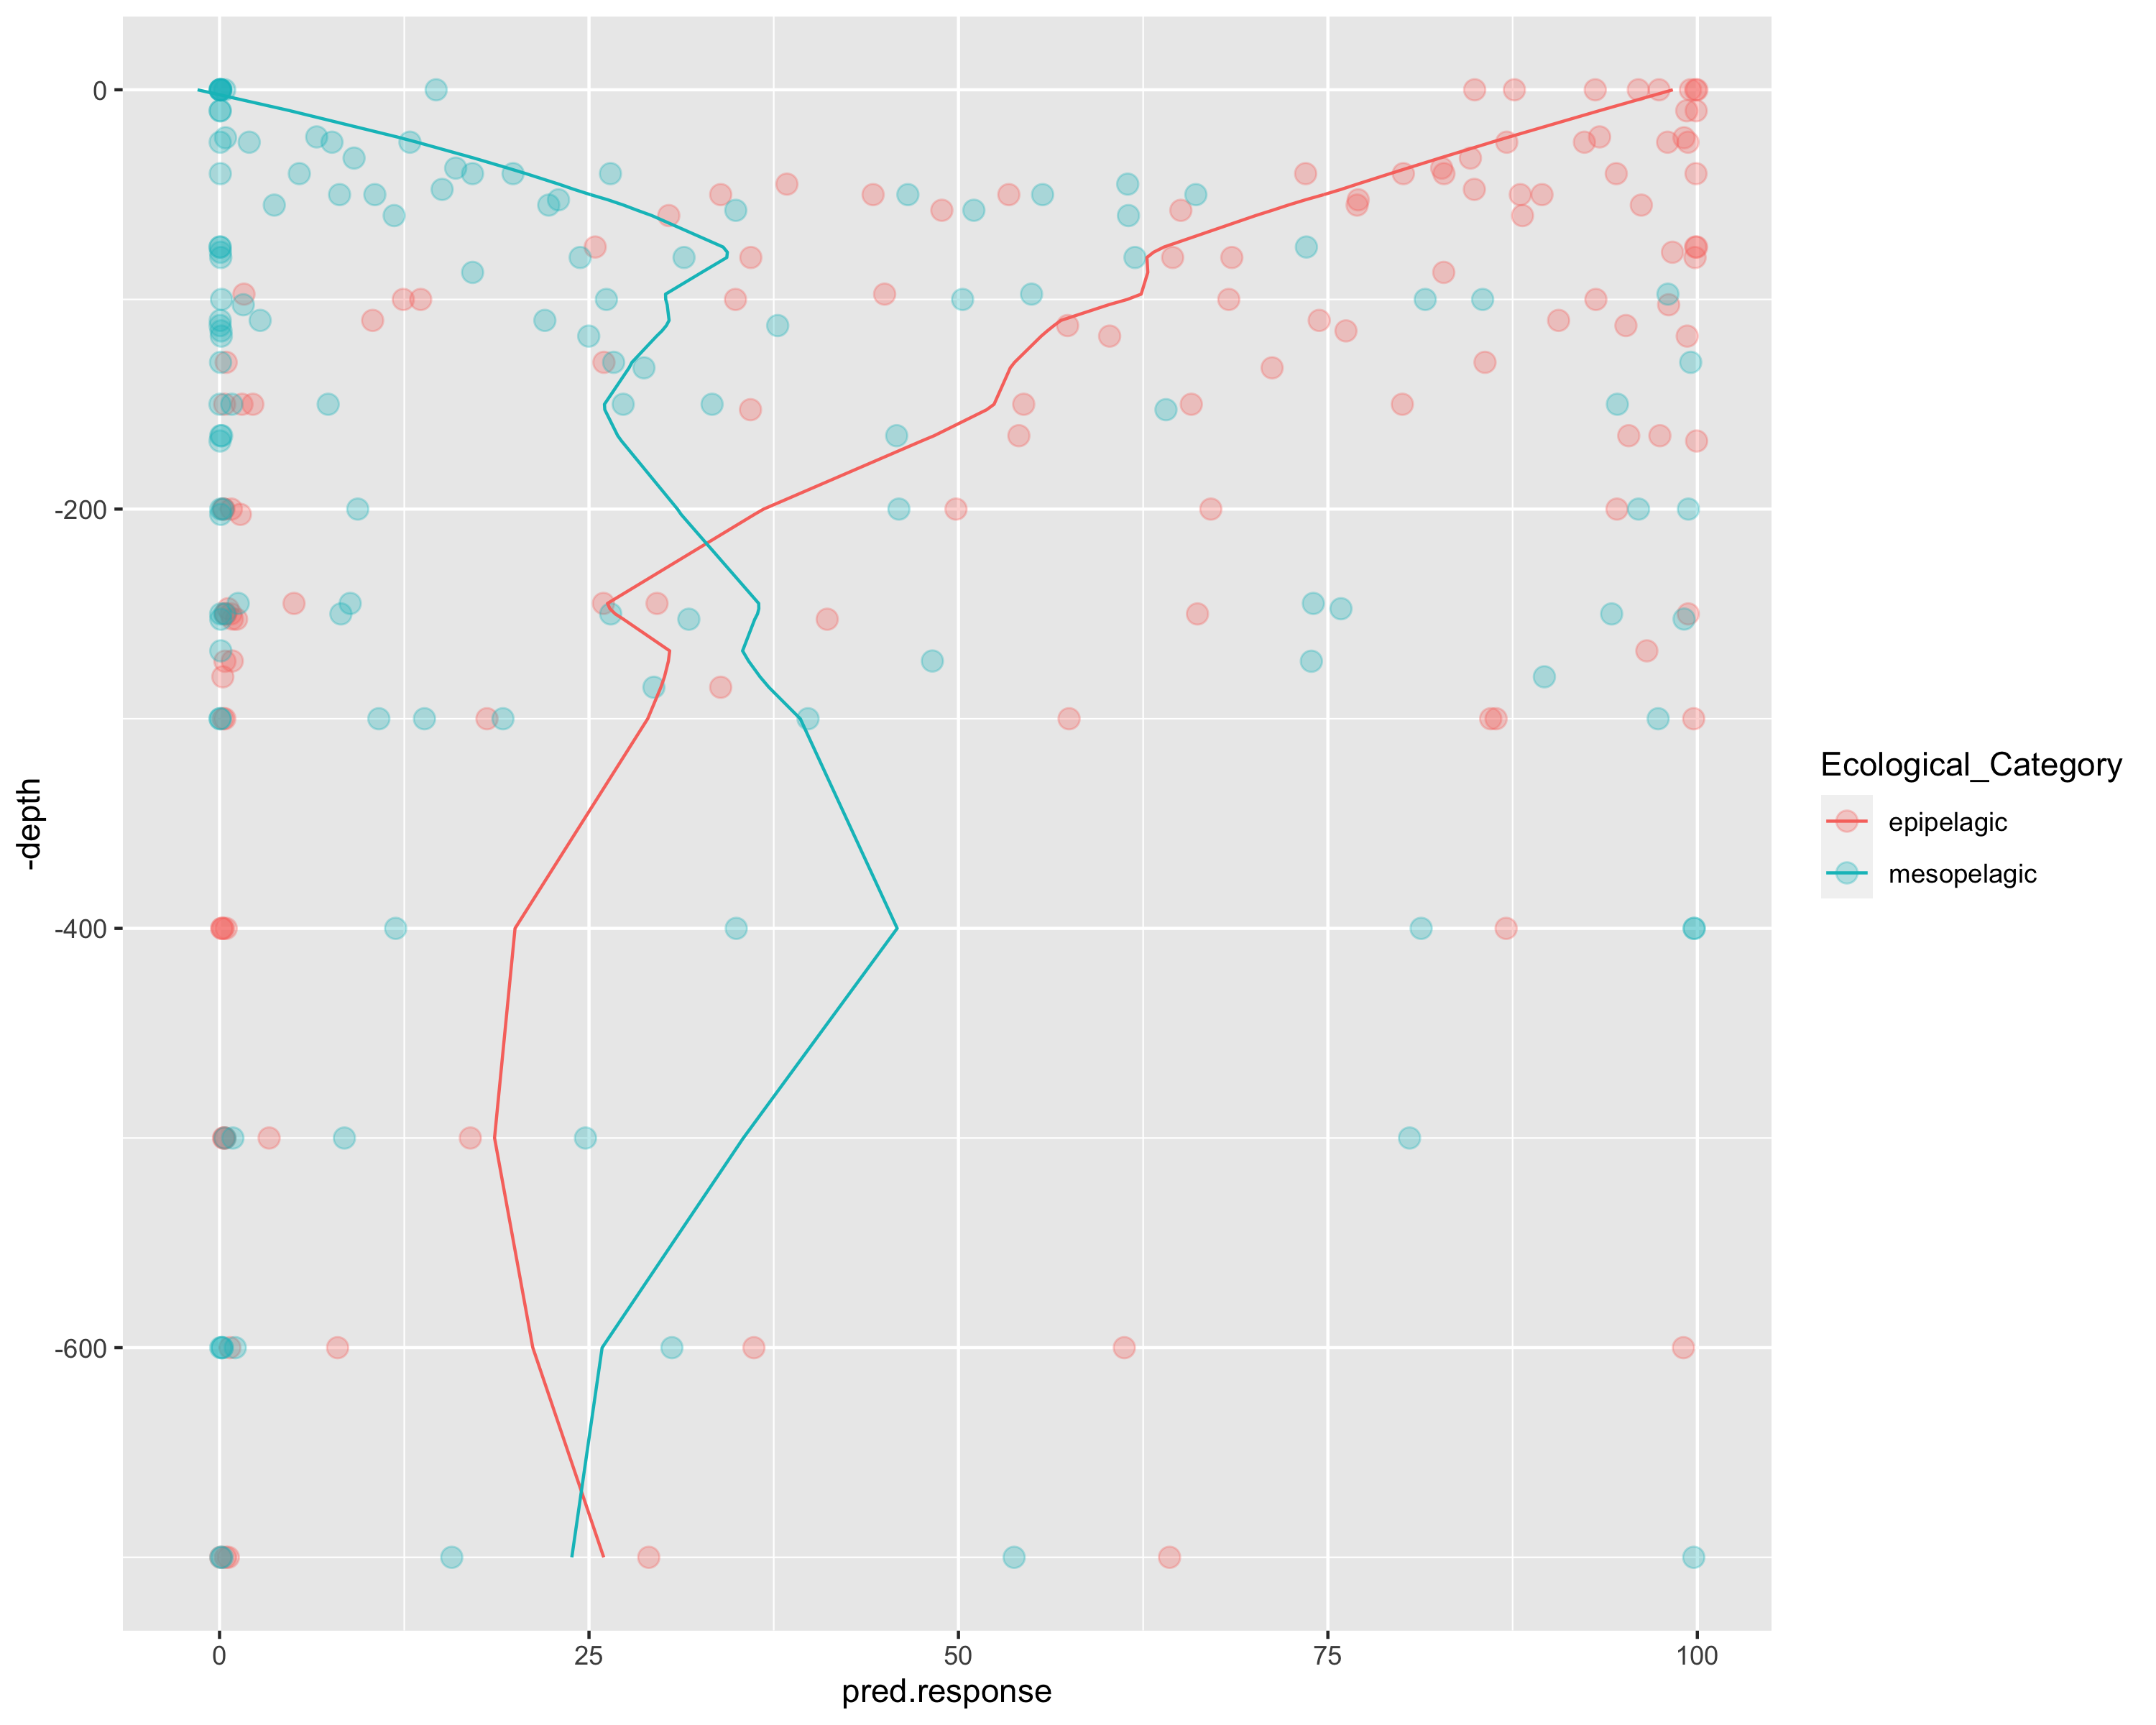 0
-200
-400
-600
-depth
0 25 50 75 100
pred.response
Ecological_Category
epipelagic
mesopelagic